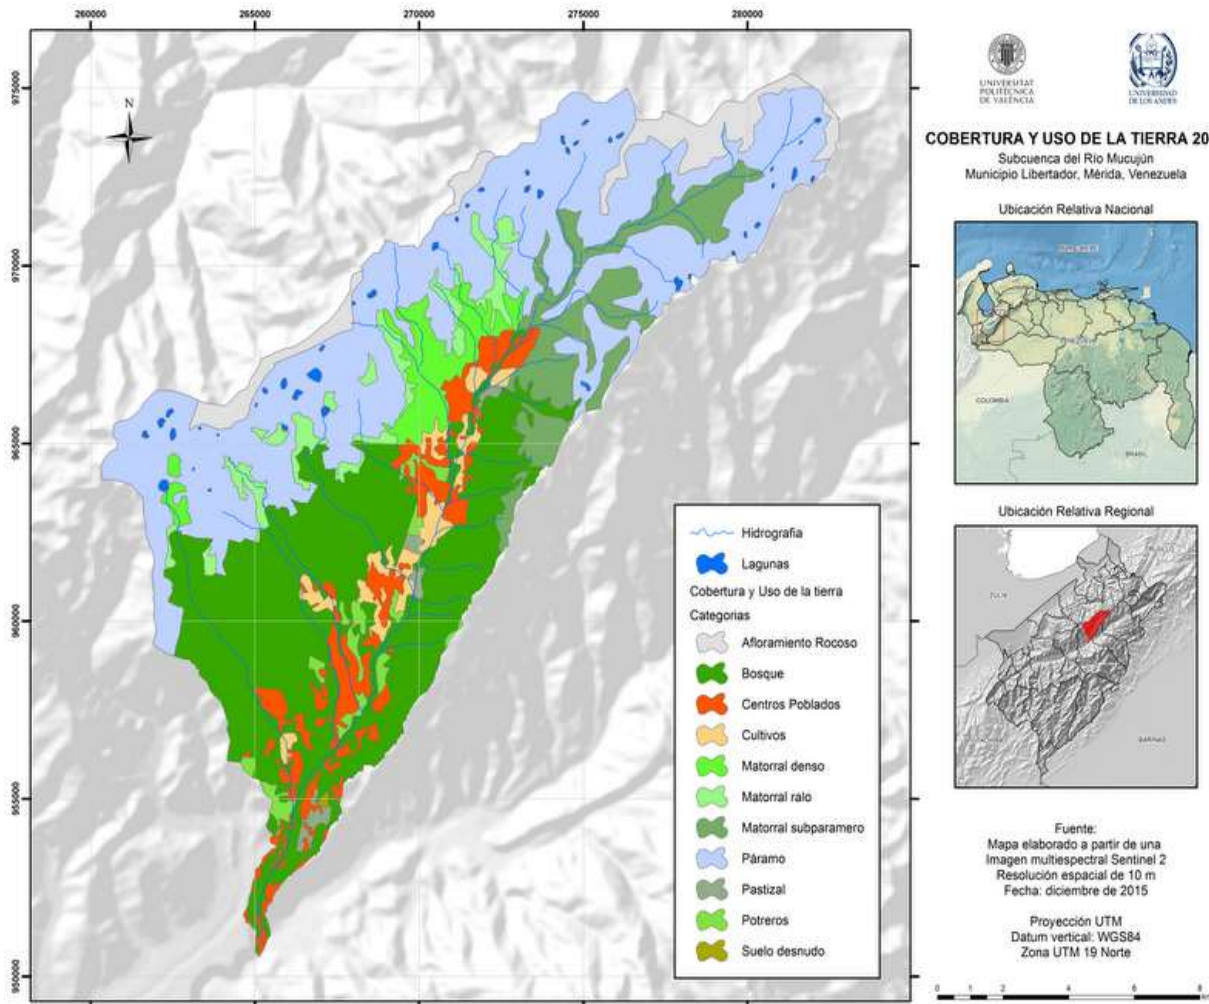 260000 265000 270000 275000 280000
975000
970000
965000
960000
955000
950000
N
Hidrografia
Lagunas
Cobertura y Uso de la tierra
Categorias
Afloramiento Rocoso
Bosque
Centros Poblados
Cultivos
Matorral denso
Matorral ralo
Matorral subparamero
Páramo
Pastizal
Potreros
Suelo desnudo
UNIVERSITAT
POLITÈCNICA
DE VALÈNCIA
UNIVERSIDAD
DE LOS ANDES
COBERTURA Y USO DE LA TIERRA 20
Subcuenca del Río Mucujún
Municipio Libertador, Mérida, Venezuela
Ubicación Relativa Nacional
COLOMBIA
BRASIL
Ubicación Relativa Regional
ZULIA
BARINAS
Fuente:
Mapa elaborado a partir de una
Imagen multiespectral Sentinel 2
Resolución espacial de 10 m
Fecha: diciembre de 2015
Proyección UTM
Datum vertical: WGS84
Zona UTM 19 Norte
0 1 2 4 6 8